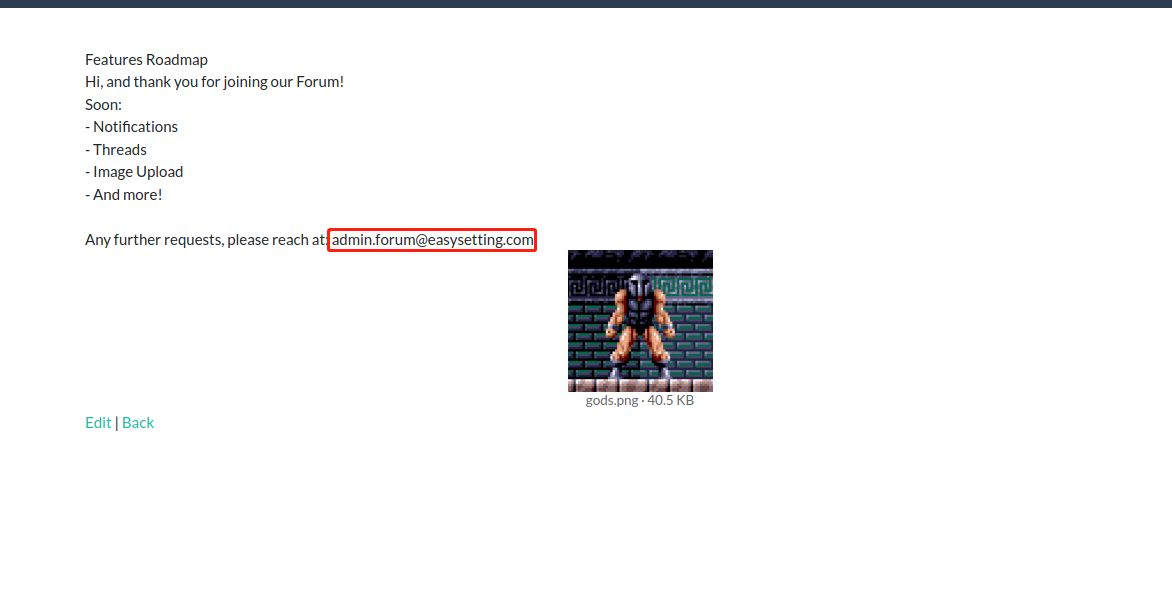 Features Roadmap
Hi, and thank you for joining our Forum!
Soon:
- Notifications
- Threads
- Image Upload
- And more!
Any further requests, please reach at: admin.forum@easysetting.com
gods.png · 40.5 KB
Edit | Back